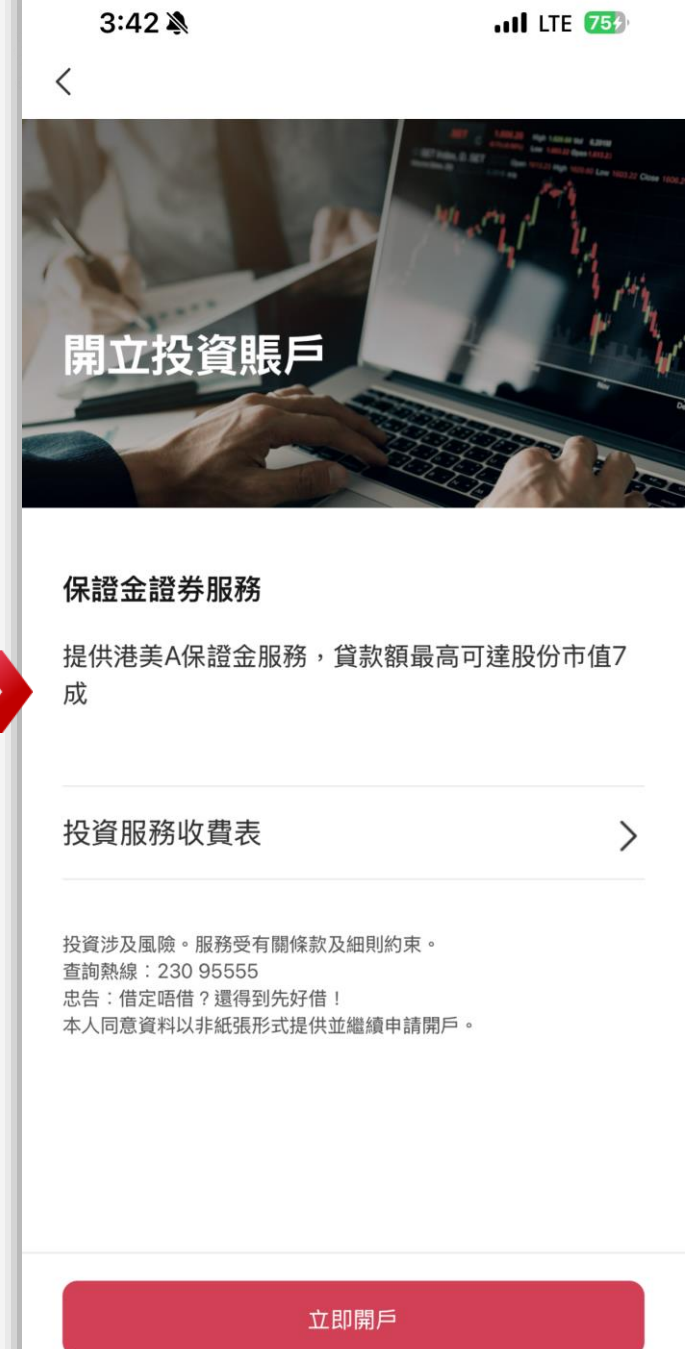 3:42
LTE 75
開立投資賬戶
保證金證券服務
提供港美A保證金服務，貸款額最高可達股份市值7
成
投資服務收費表
投資涉及風險。服務受有關條款及細則約束。
查詢熱線：230 95555
忠告：借定唔借？還得到先好借！
本人同意資料以非紙張形式提供並繼續申請開戶。
立即開戶